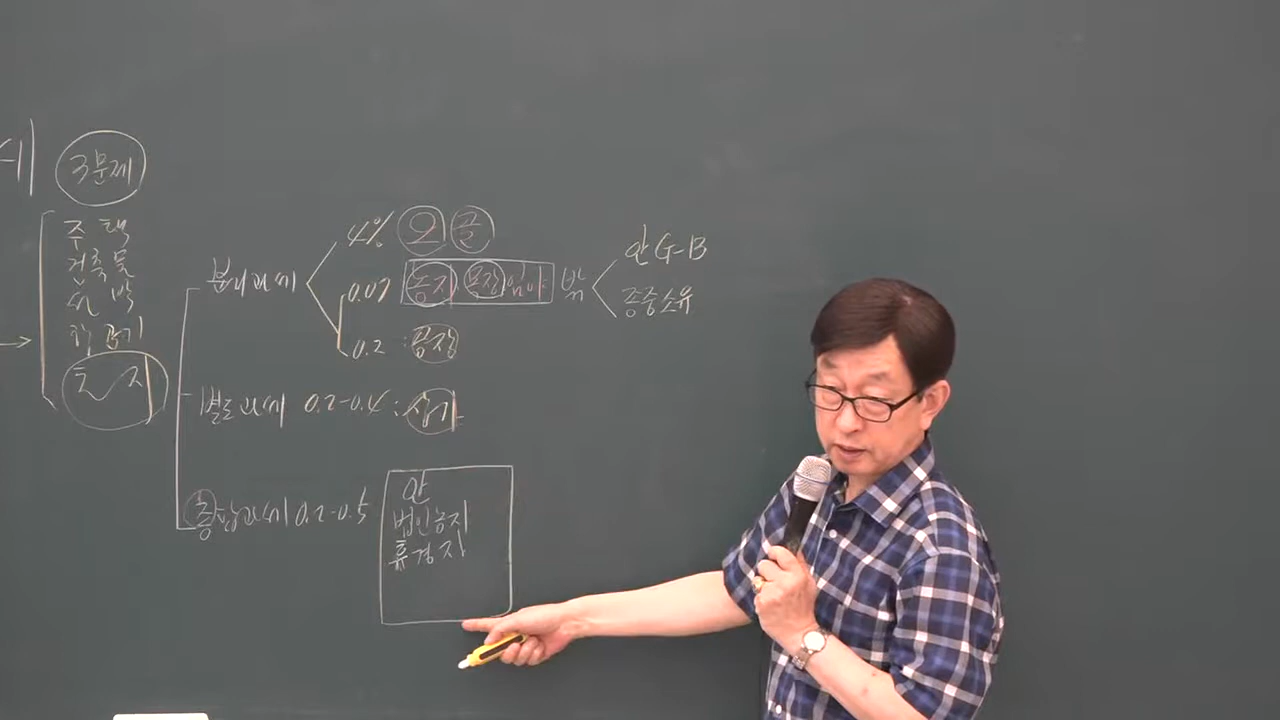 세
3문제
주택
건축물
선박
항공기
토지
분리과세
4% 오 골
0.07 농지 목장 임야 밖
안 G-B
종중소유
0.2 : 공장
별도과세 0.2-0.4 : 상가
종합과세 0.2-0.5
안
법인농지
휴경지